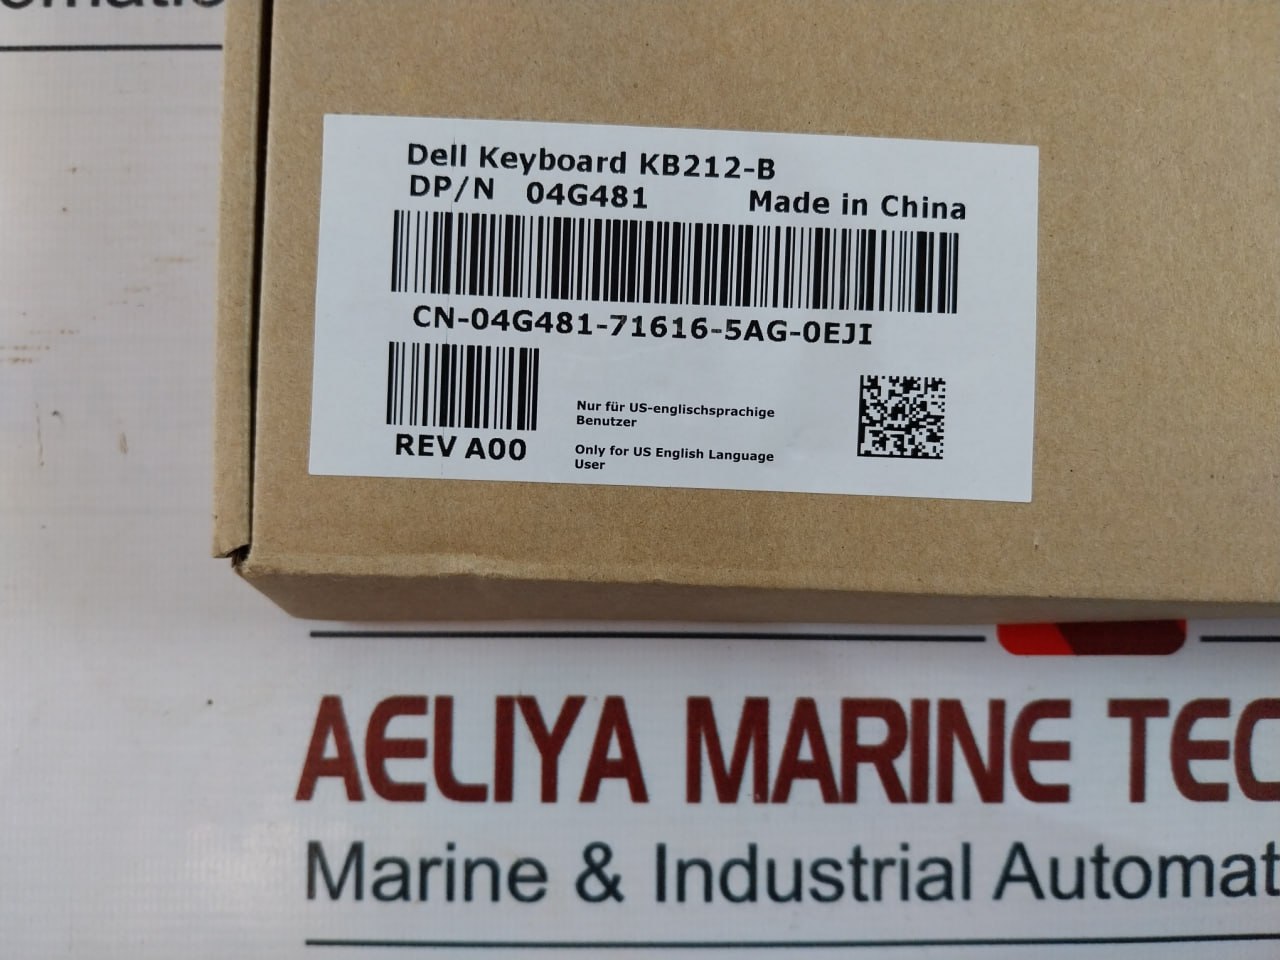 Dell Keyboard KB212-B
DP/N 04G481 Made in China
CN-04G481-71616-5AG-0EJI
REV A00
Nur für US-englischsprachige
Benutzer
Only for US English Language
User
AELIYA MARINE TEC
Marine & Industrial Automat